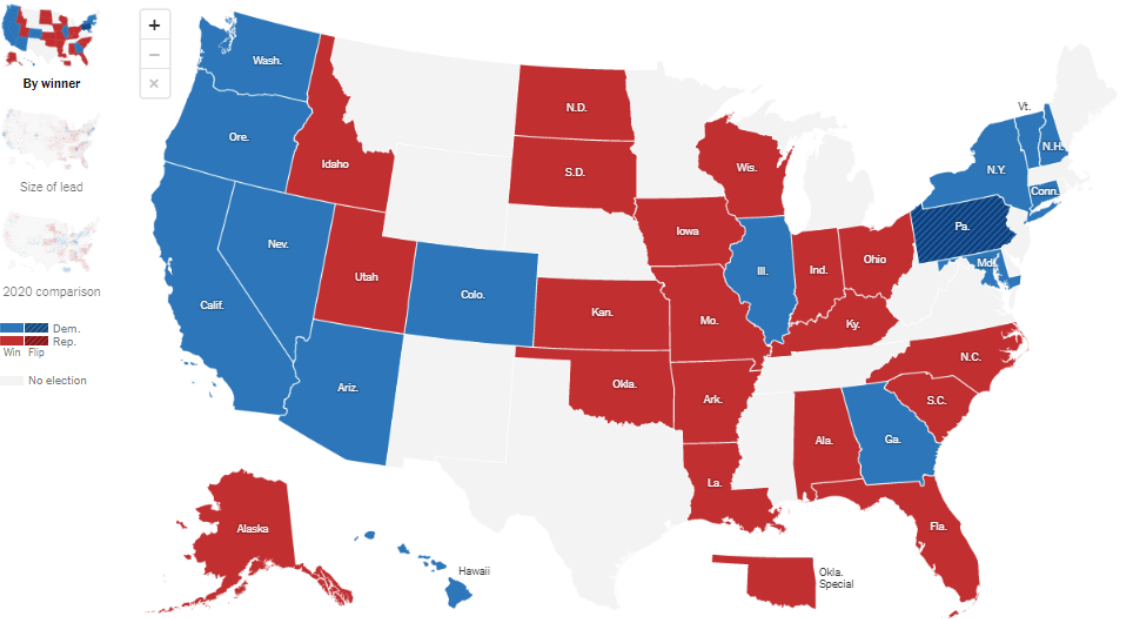 +
−
×
By winner
Size of lead
2020 comparison
Dem.
Rep.
Win Flip
No election
Wash.
Ore.
Idaho
N.D.
S.D.
Wis.
Vt.
N.H.
N.Y.
Conn.
Pa.
Md.
Nev.
Calif.
Utah
Colo.
Iowa
Ill.
Ind.
Ohio
Kan.
Mo.
Ky.
N.C.
S.C.
Ariz.
Okla.
Ark.
Ala.
Ga.
La.
Fla.
Alaska
Hawaii
Okla.
Special